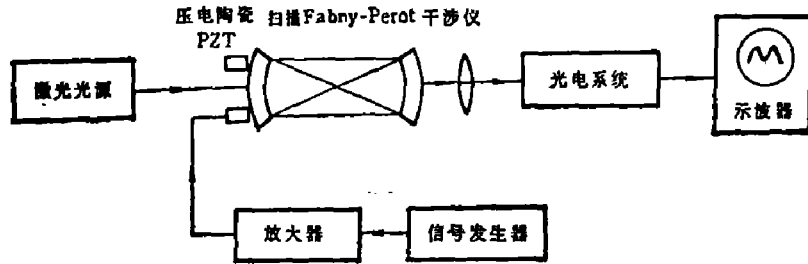 压电陶瓷 扫描Fabny-Perot 干涉仪
PZT
激光光源
光电系统
示波器
放大器
信号发生器